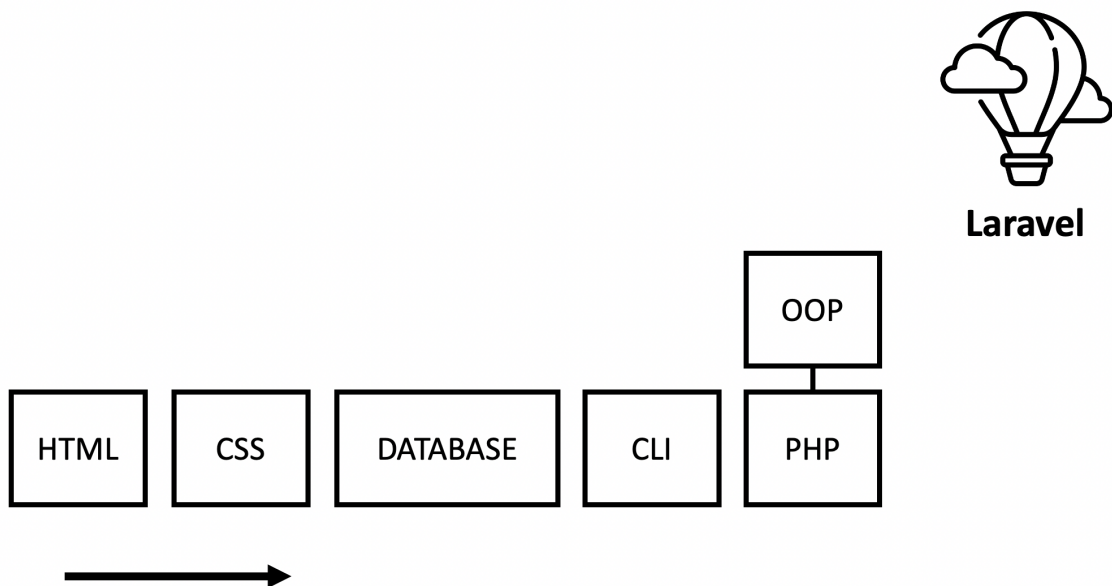 Laravel
OOP
HTML
CSS
DATABASE
CLI
PHP